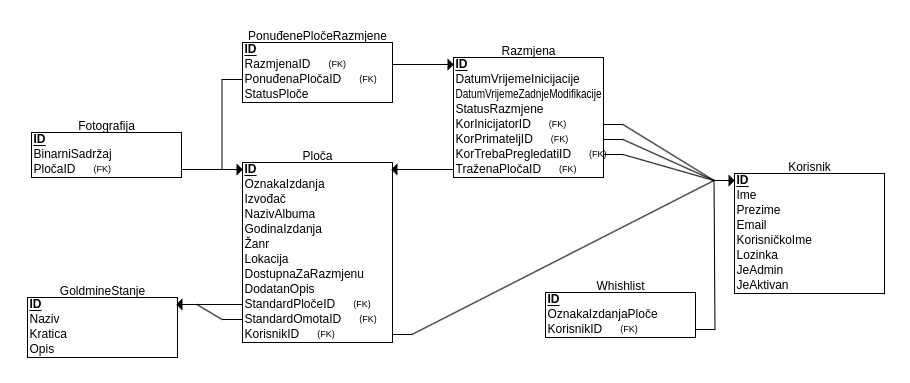 PonuđenePločeRazmjene
ID
RazmjenaID (FK)
PonuđenaPločaID (FK)
StatusPloče
Razmjena
ID
DatumVrijemeInicijacije
DatumVrijemeZadnjeModifikacije
StatusRazmjene
KorInicijatorID (FK)
KorPrimateljID (FK)
KorTrebaPregledatiID (FK)
TraženaPločaID (FK)
Fotografija
ID
BinarniSadržaj
PločaID (FK)
Ploča
ID
OznakaIzdanja
Izvođač
NazivAlbuma
GodinaIzdanja
Žanr
Lokacija
DostupnaZaRazmjenu
DodatanOpis
StandardPločeID (FK)
StandardOmotaID (FK)
KorisnikID (FK)
Korisnik
ID
Ime
Prezime
Email
KorisničkoIme
Lozinka
JeAdmin
JeAktivan
GoldmineStanje
ID
Naziv
Kratica
Opis
Whishlist
ID
OznakaIzdanjaPloče
KorisnikID (FK)